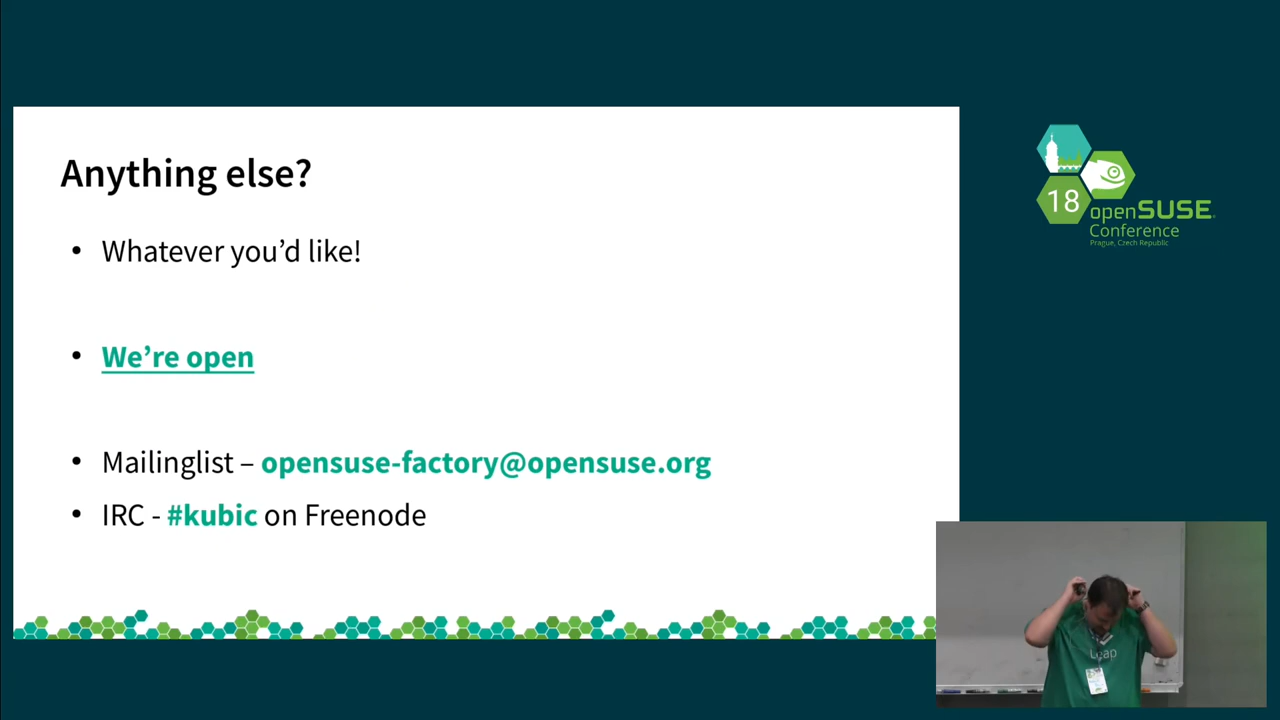 Anything else?
• Whatever you’d like!
• We’re open
• Mailinglist – opensuse-factory@opensuse.org
• IRC - #kubic on Freenode
18
openSUSE
Conference
Prague, Czech Republic
Leap